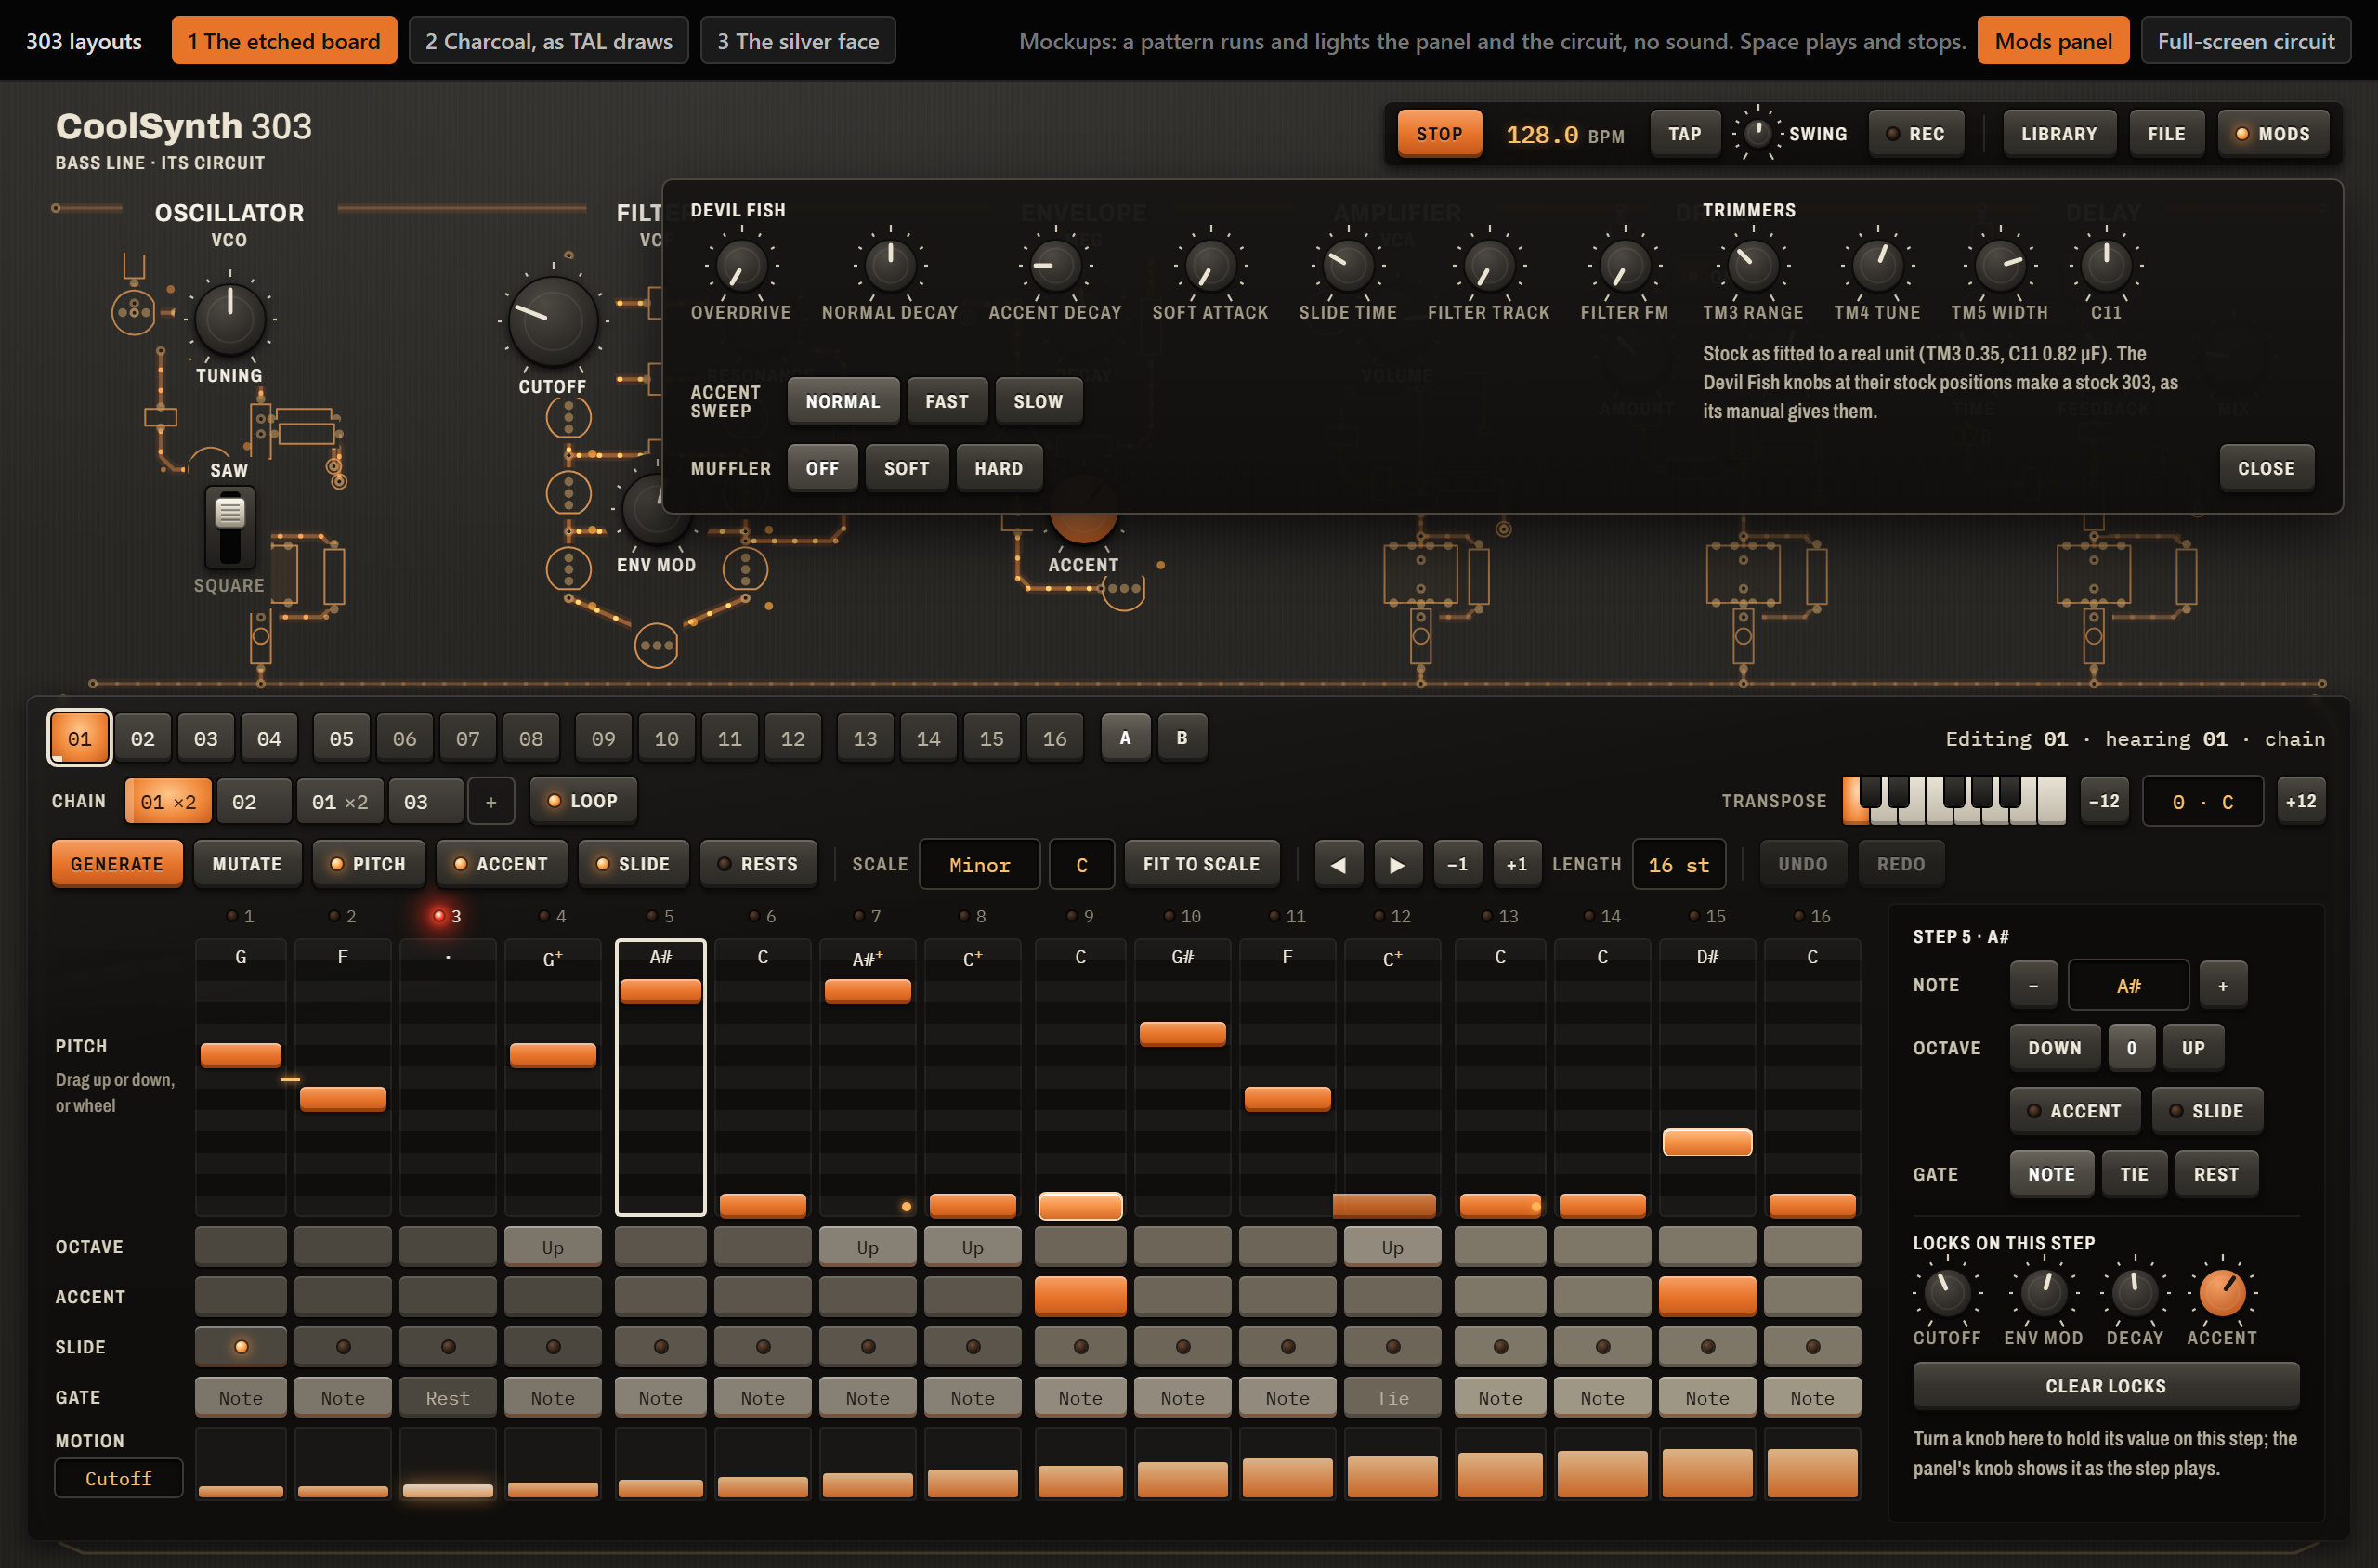 303 layouts 1 The etched board 2 Charcoal, as TAL draws 3 The silver face Mockups: a pattern runs and lights the panel and the circuit, no sound. Space plays and stops. Mods panel Full-screen circuit
CoolSynth 303
BASS LINE · ITS CIRCUIT
STOP 128.0 BPM TAP SWING REC LIBRARY FILE MODS
OSCILLATOR
VCO
TUNING
SAW
SQUARE
CUTOFF
ENV MOD
ACCENT
DEVIL FISH TRIMMERS
OVERDRIVE NORMAL DECAY ACCENT DECAY SOFT ATTACK SLIDE TIME FILTER TRACK FILTER FM TM3 RANGE TM4 TUNE TM5 WIDTH C11
Stock as fitted to a real unit (TM3 0.35, C11 0.82 µF). The
Devil Fish knobs at their stock positions make a stock 303, as
its manual gives them.
ACCENT
SWEEP
NORMAL FAST SLOW
MUFFLER OFF SOFT HARD CLOSE
01 02 03 04 05 06 07 08 09 10 11 12 13 14 15 16 A B Editing 01 · hearing 01 · chain
CHAIN 01 ×2 02 01 ×2 03 + LOOP TRANSPOSE −12 0 · C +12
GENERATE MUTATE PITCH ACCENT SLIDE RESTS SCALE Minor C FIT TO SCALE ◀ ▶ −1 +1 LENGTH 16 st UNDO REDO
1 2 3 4 5 6 7 8 9 10 11 12 13 14 15 16
G F · G+ A# C A#+ C+ C G# F C+ C C D# C
PITCH
Drag up or down,
or wheel
OCTAVE Up Up Up Up
ACCENT
SLIDE
GATE Note Note Rest Note Note Note Note Note Note Note Note Tie Note Note Note Note
MOTION
Cutoff
STEP 5 · A#
NOTE − A# +
OCTAVE DOWN 0 UP
ACCENT SLIDE
GATE NOTE TIE REST
LOCKS ON THIS STEP
CUTOFF ENV MOD DECAY ACCENT
CLEAR LOCKS
Turn a knob here to hold its value on this step; the
panel's knob shows it as the step plays.